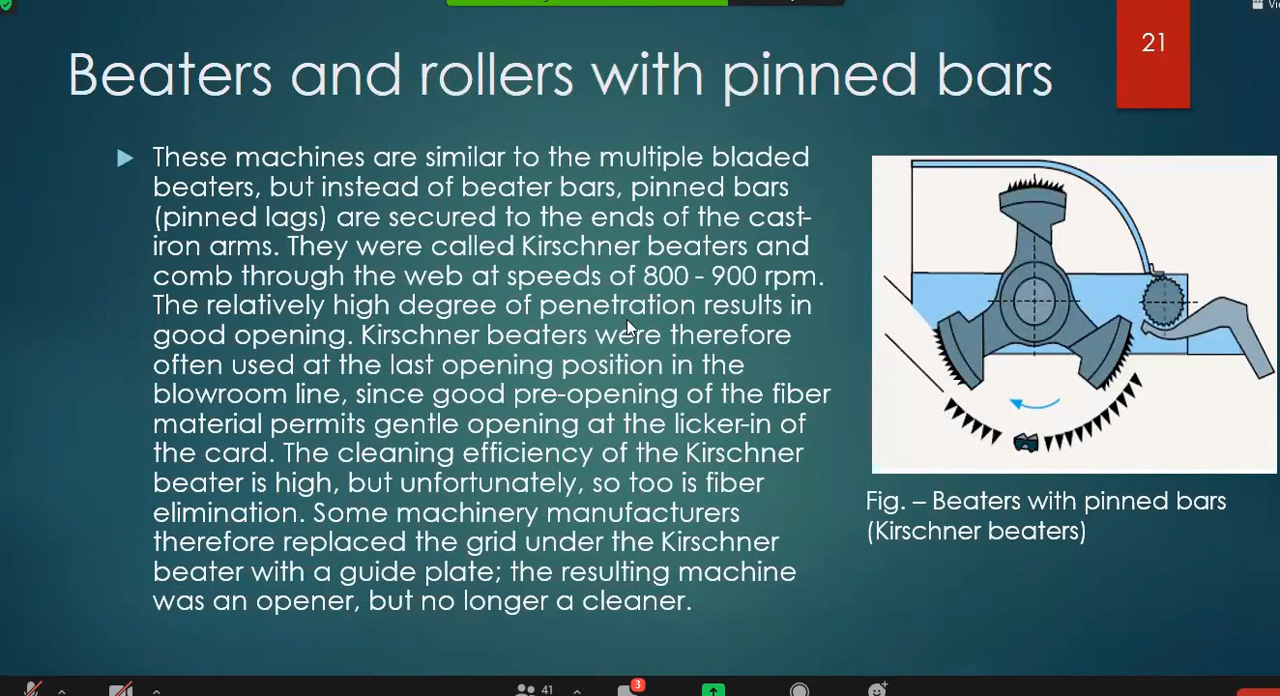 21
Beaters and rollers with pinned bars
These machines are similar to the multiple bladed
beaters, but instead of beater bars, pinned bars
(pinned lags) are secured to the ends of the cast-
iron arms. They were called Kirschner beaters and
comb through the web at speeds of 800 - 900 rpm.
The relatively high degree of penetration results in
good opening. Kirschner beaters were therefore
often used at the last opening position in the
blowroom line, since good pre-opening of the fiber
material permits gentle opening at the licker-in of
the card. The cleaning efficiency of the Kirschner
beater is high, but unfortunately, so too is fiber
elimination. Some machinery manufacturers
therefore replaced the grid under the Kirschner
beater with a guide plate; the resulting machine
was an opener, but no longer a cleaner.
Fig. – Beaters with pinned bars
(Kirschner beaters)
41
3